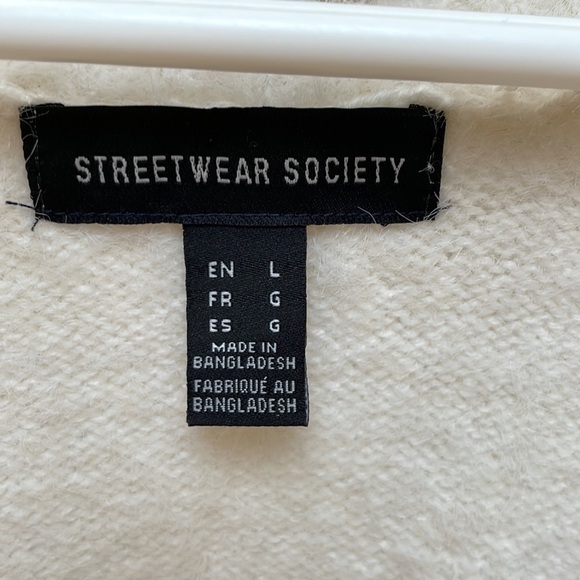 STREETWEAR SOCIETY
EN L
FR G
ES G
MADE IN
BANGLADESH
FABRIQUÉ AU
BANGLADESH